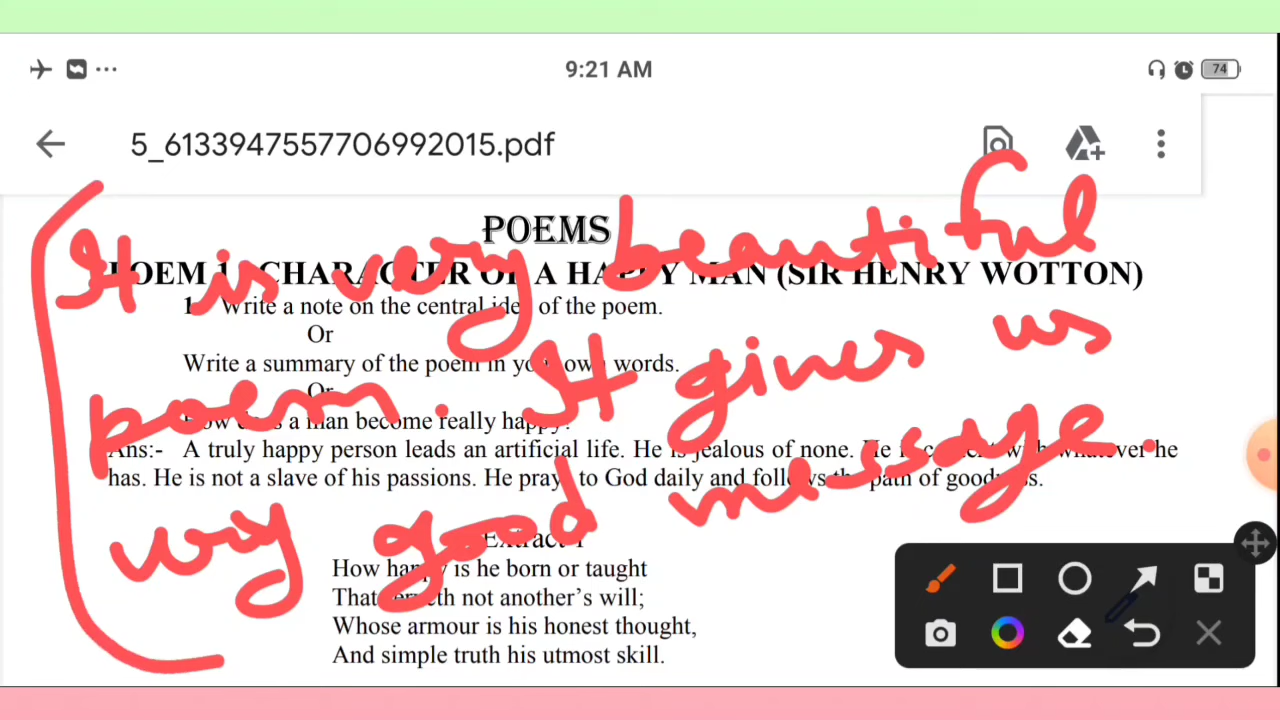 9:21 AM
74
5_6133947557706992015.pdf
POEMS
POEM 1 CHARACTER OF A HAPPY MAN (SIR HENRY WOTTON)
1. Write a note on the central idea of the poem.
Or
Write a summary of the poem in your own words.
Or
How does a man become really happy?
Ans:- A truly happy person leads an artificial life. He is jealous of none. He is content with whatever he
has. He is not a slave of his passions. He prays to God daily and follows the path of goodness.
Extract 1
How happy is he born or taught
That serveth not another’s will;
Whose armour is his honest thought,
And simple truth his utmost skill.
It is very beautiful
poem. It gives us
very good message.